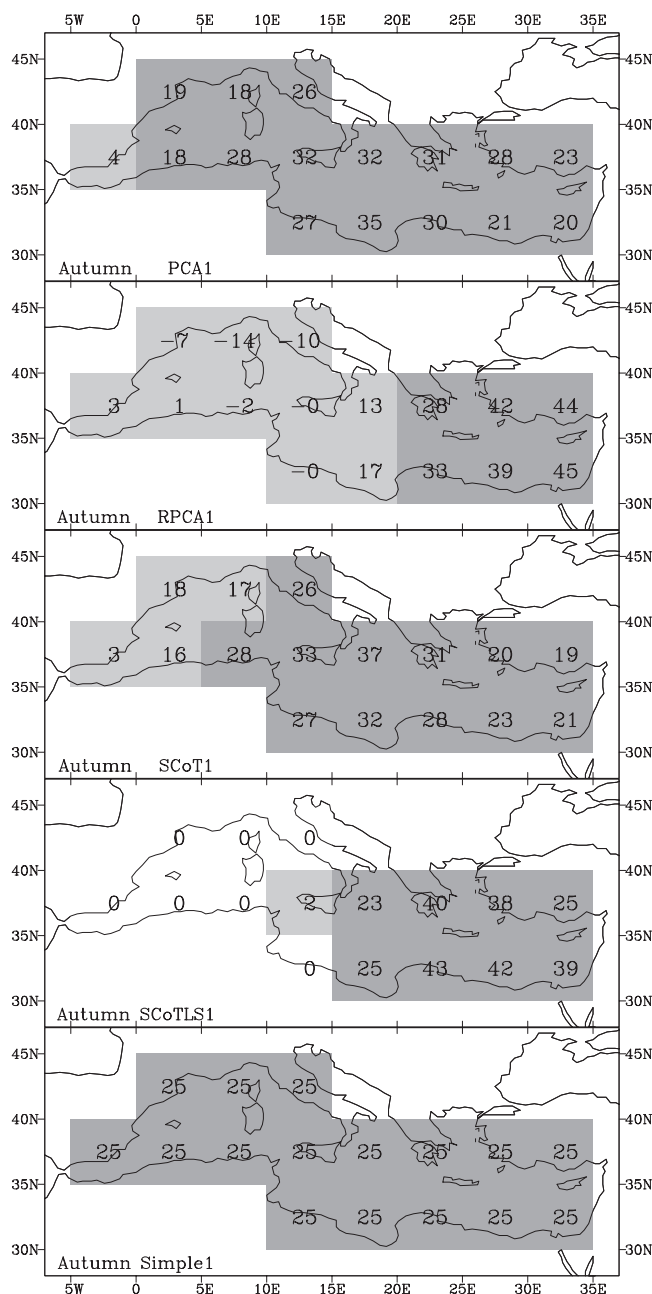 5W 0 5E 10E 15E 20E 25E 30E 35E
45N 19 18 26 45N
40N 40N
4 18 28 32 32 31 28 23
35N 35N
27 35 30 21 20
30N 30N
Autumn PCA1
45N −7 −14 −10 45N
40N 40N
3 1 −2 −0 13 28 42 44
35N 35N
−0 17 33 39 45
30N 30N
Autumn RPCA1
45N 18 17 26 45N
40N 40N
3 16 28 33 37 31 20 19
35N 35N
27 32 28 23 21
30N 30N
Autumn SCoT1
45N 0 0 0 45N
40N 40N
0 0 0 2 23 40 38 25
35N 35N
0 25 43 42 39
30N 30N
Autumn SCoTLS1
45N 25 25 25 45N
40N 40N
25 25 25 25 25 25 25 25
35N 35N
25 25 25 25 25
30N 30N
Autumn Simple1
5W 0 5E 10E 15E 20E 25E 30E 35E